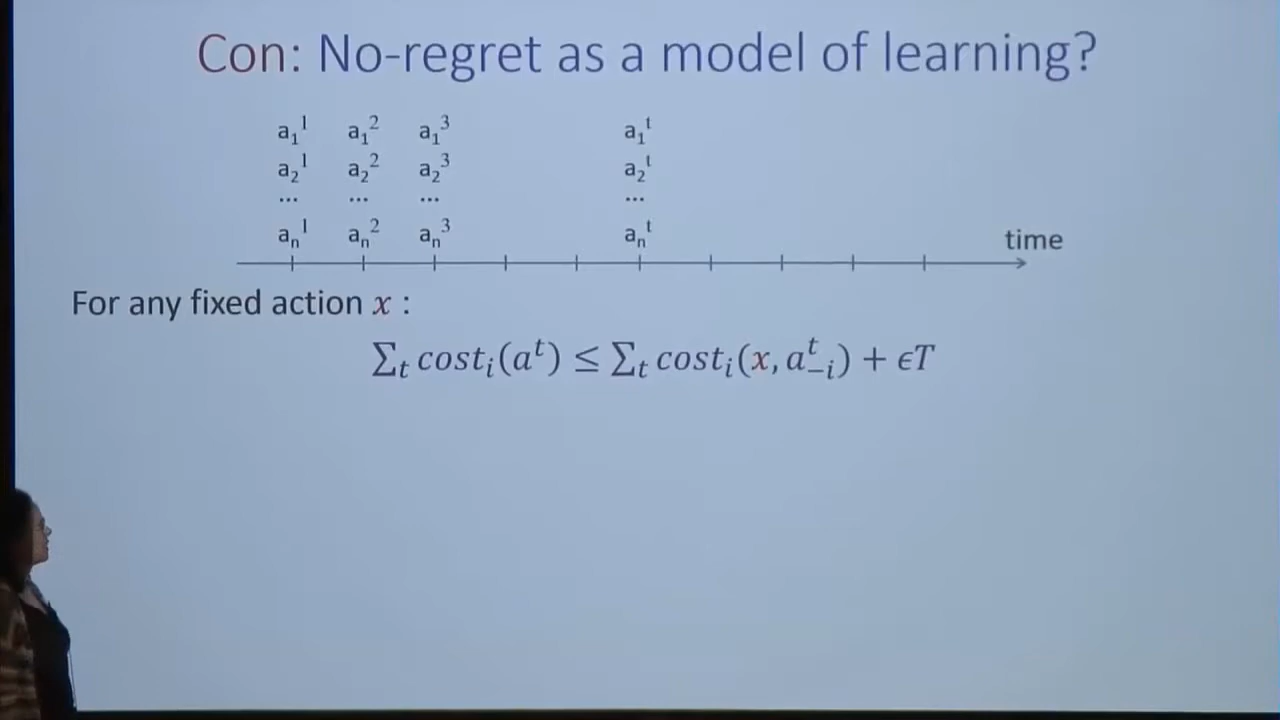 Con: No-regret as a model of learning?
a₁¹ a₁² a₁³ a₁ᵗ
a₂¹ a₂² a₂³ a₂ᵗ
... ... ... ...
aₙ¹ aₙ² aₙ³ aₙᵗ
time
For any fixed action x :
∑ₜ costᵢ(aᵗ) ≤ ∑ₜ costᵢ(x, aᵗ₋ᵢ) + ϵT